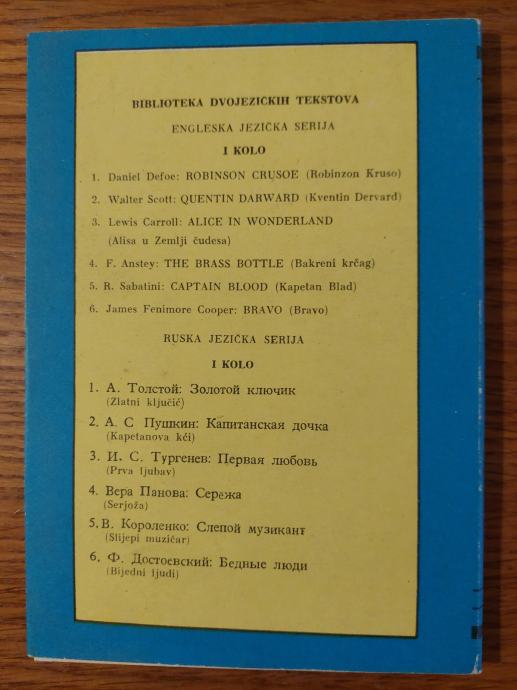 BIBLIOTEKA DVOJEZIČKIH TEKSTOVA
ENGLESKA JEZIČKA SERIJA
I KOLO
1. Daniel Defoe: ROBINSON CRUSOE (Robinzon Kruso)
2. Walter Scott: QUENTIN DARWARD (Kventin Dervard)
3. Lewis Carroll: ALICE IN WONDERLAND
(Alisa u Zemlji čudesa)
4. F. Anstey: THE BRASS BOTTLE (Bakreni krčag)
5. R. Sabatini: CAPTAIN BLOOD (Kapetan Blad)
6. James Fenimore Cooper: BRAVO (Bravo)
RUSKA JEZIČKA SERIJA
I KOLO
1. А. Толстой: Золотой ключик
(Zlatni ključić)
2. А. С Пушкин: Капитанская дочка
(Kapetanova kći)
3. И. С. Тургенев: Первая любовь
(Prva ljubav)
4. Вера Панова: Сережа
(Serjoža)
5. В. Короленко: Слепой музикант
(Slijepi muzičar)
6. Ф. Достоевский: Бедные люди
(Bijedni ljudi)